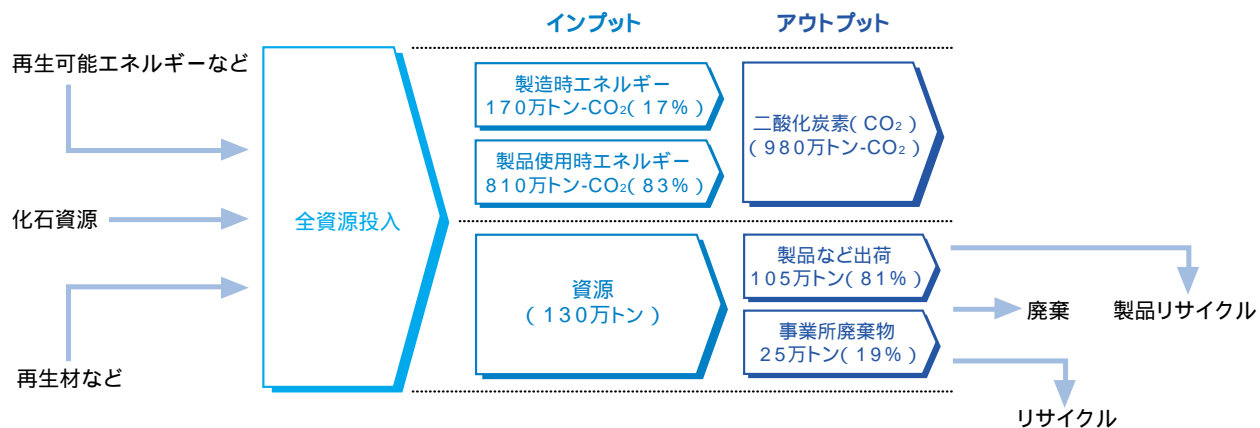 インプット
アウトプット
再生可能エネルギーなど
化石資源
再生材など
全資源投入
製造時エネルギー
170万トン-CO₂(17%)
製品使用時エネルギー
810万トン-CO₂(83%)
二酸化炭素(CO₂)
(980万トン-CO₂)
資源
(130万トン)
製品など出荷
105万トン(81%)
事業所廃棄物
25万トン(19%)
廃棄
製品リサイクル
リサイクル